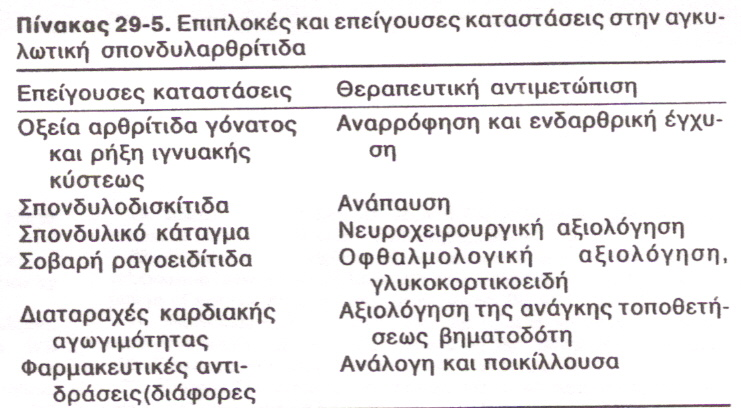 Πίνακας 29-5. Επιπλοκές και επείγουσες καταστάσεις στην αγκυ-
λωτική σπονδυλαρθρίτιδα
Επείγουσες καταστάσεις Θεραπευτική αντιμετώπιση
Οξεία αρθρίτιδα γόνατος Αναρρόφηση και ενδαρθρική έγχυ-
και ρήξη ιγνυακής ση
κύστεως
Σπονδυλοδισκίτιδα Ανάπαυση
Σπονδυλικό κάταγμα Νευροχειρουργική αξιολόγηση
Σοβαρή ραγοειδίτιδα Οφθαλμολογική αξιολόγηση,
γλυκοκορτικοειδή
Διαταραχές καρδιακής Αξιολόγηση της ανάγκης τοποθετή-
αγωγιμότητας σεως βηματοδότη
Φαρμακευτικές αντι- Ανάλογη και ποικίλλουσα
δράσεις(διάφορες